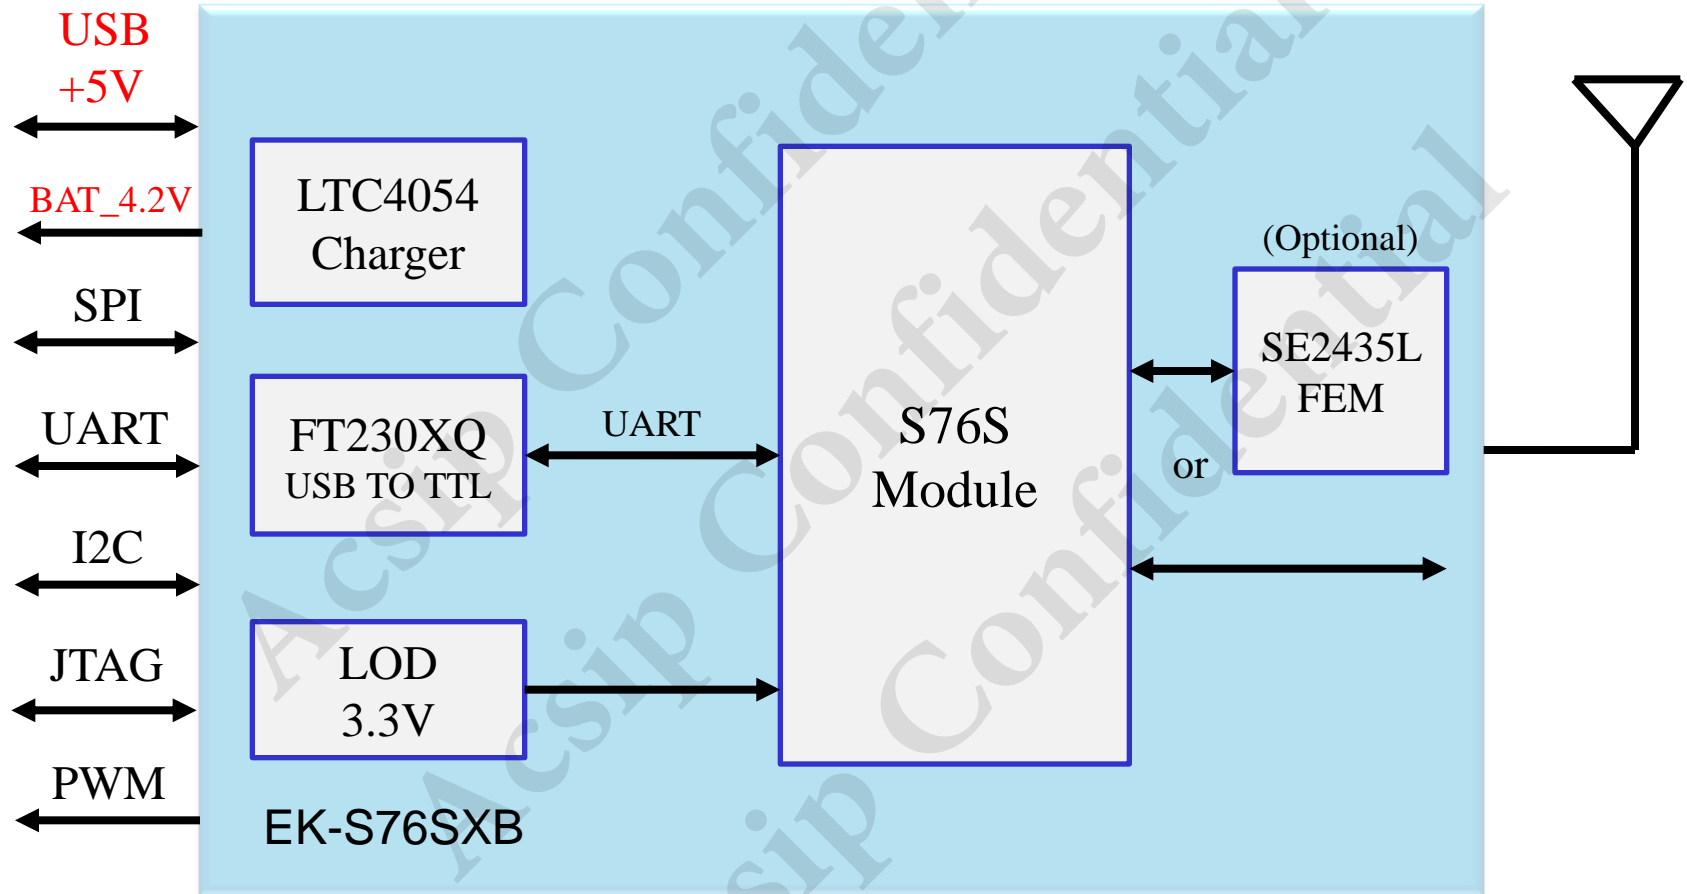 USB
+5V
BAT_4.2V
SPI
UART
I2C
JTAG
PWM
LTC4054
Charger
FT230XQ
USB TO TTL
LOD
3.3V
EK-S76SXB
UART
S76S
Module
(Optional)
SE2435L
FEM
or
Acsip Confidential
Acsip Confidential
sip Confidential